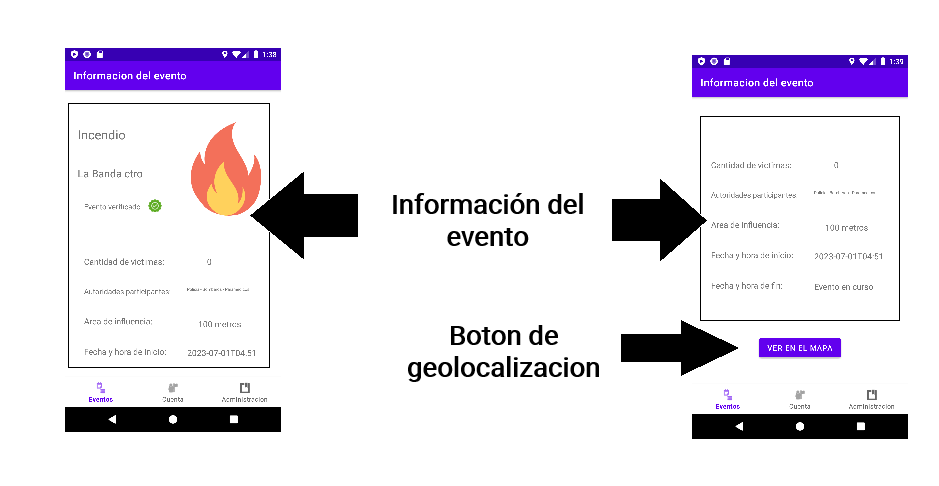 1:38
Informacion del evento
Incendio
La Banda ctro
Evento verificado
Cantidad de victimas: 0
Autoridades participantes:
Area de influencia: 100 metros
Fecha y hora de inicio: 2023-07-01T04:51
Eventos Cuenta Administracion
Información del
evento
Boton de
geolocalizacion
1:39
Informacion del evento
Cantidad de victimas: 0
Autoridades participantes:
Area de influencia: 100 metros
Fecha y hora de inicio: 2023-07-01T04:51
Fecha y hora de fin: Evento en curso
VER EN EL MAPA
Eventos Cuenta Administracion